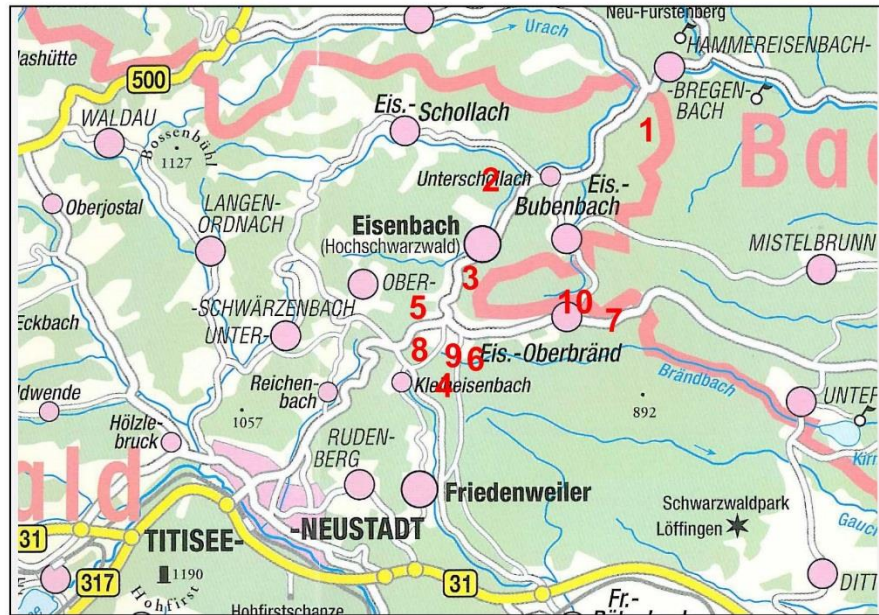 Neu-Fürstenberg
Urach
ashütte
HAMMEREISENBACH-
500
-BREGEN-
BACH
Eis.-
Schollach
1
WALDAU
Bossenbühl
1127
Ba
2
Unterschollach
Eis.-
Bubenbach
Oberjostal
LANGEN-
ORDNACH
Eisenbach
(Hochschwarzwald)
MISTELBRUNN
3
OBER-
5
10
7
-SCHWÄRZENBACH
UNTER-
Eckbach
8
9
6
Eis.-Oberbränd
Reichen-
bach
4
Brändbach
dwende
1057
892
UNTER
Hölzle-
bruck
RUDEN-
BERG
Kirn
ald
Friedenweiler
Schwarzwaldpark
Löffingen
Gauch
31
TITISEE-
-NEUSTADT
317
1190
Hohfirst
31
DITT
Hohfirstschanze
Fr.-